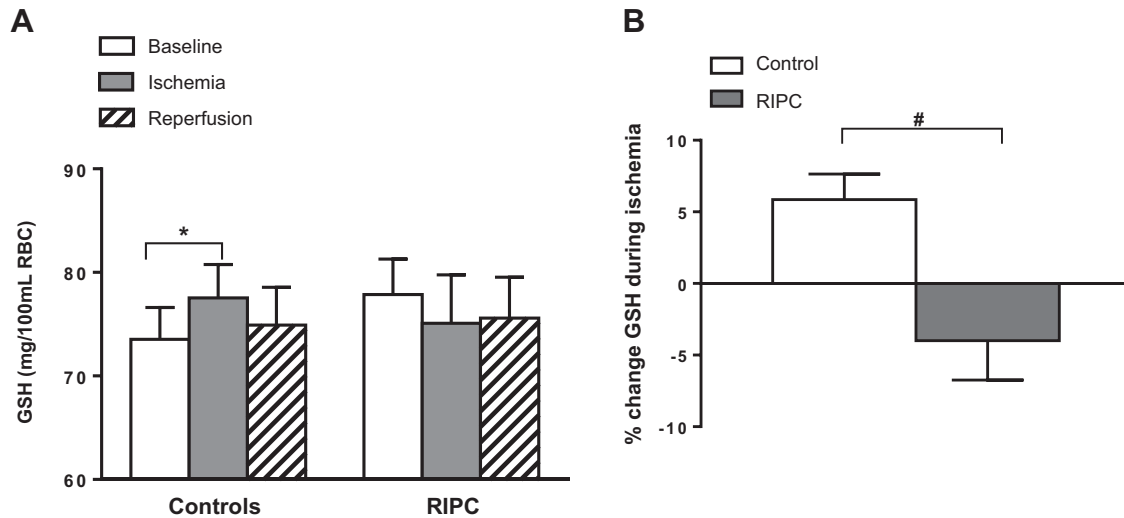 A
Baseline
Ischemia
Reperfusion
GSH (mg/100mL RBC)
90
80
70
60
*
Controls
RIPC
B
Control
RIPC
% change GSH during ischemia
10
5
0
-5
-10
#